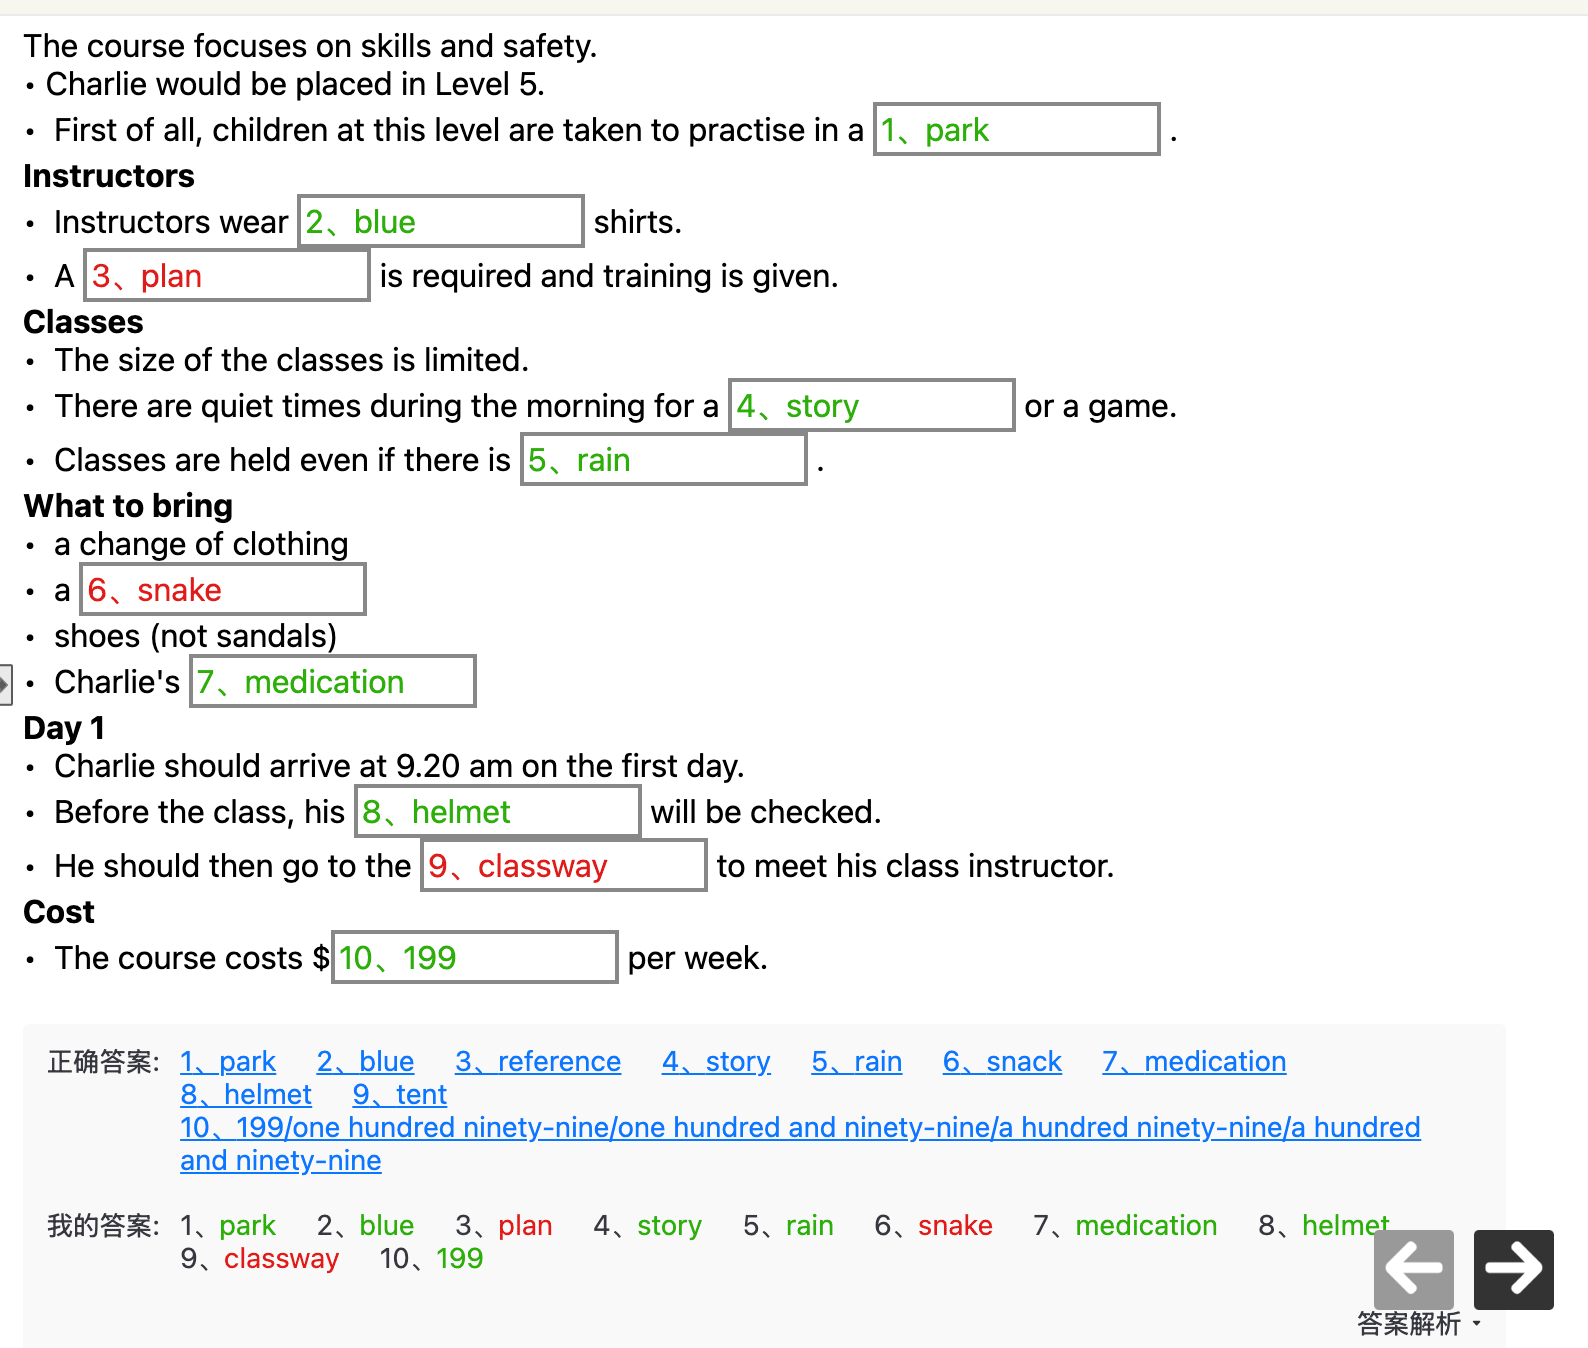 The course focuses on skills and safety.
• Charlie would be placed in Level 5.
• First of all, children at this level are taken to practise in a 1、park .
Instructors
• Instructors wear 2、blue shirts.
• A 3、plan is required and training is given.
Classes
• The size of the classes is limited.
• There are quiet times during the morning for a 4、story or a game.
• Classes are held even if there is 5、rain .
What to bring
• a change of clothing
• a 6、snake
• shoes (not sandals)
• Charlie's 7、medication
Day 1
• Charlie should arrive at 9.20 am on the first day.
• Before the class, his 8、helmet will be checked.
• He should then go to the 9、classway to meet his class instructor.
Cost
• The course costs $10、199 per week.
正确答案: 1、park 2、blue 3、reference 4、story 5、rain 6、snack 7、medication
8、helmet 9、tent
10、199/one hundred ninety-nine/one hundred and ninety-nine/a hundred ninety-nine/a hundred
and ninety-nine
我的答案: 1、park 2、blue 3、plan 4、story 5、rain 6、snake 7、medication 8、helmet
9、classway 10、199
答案解析